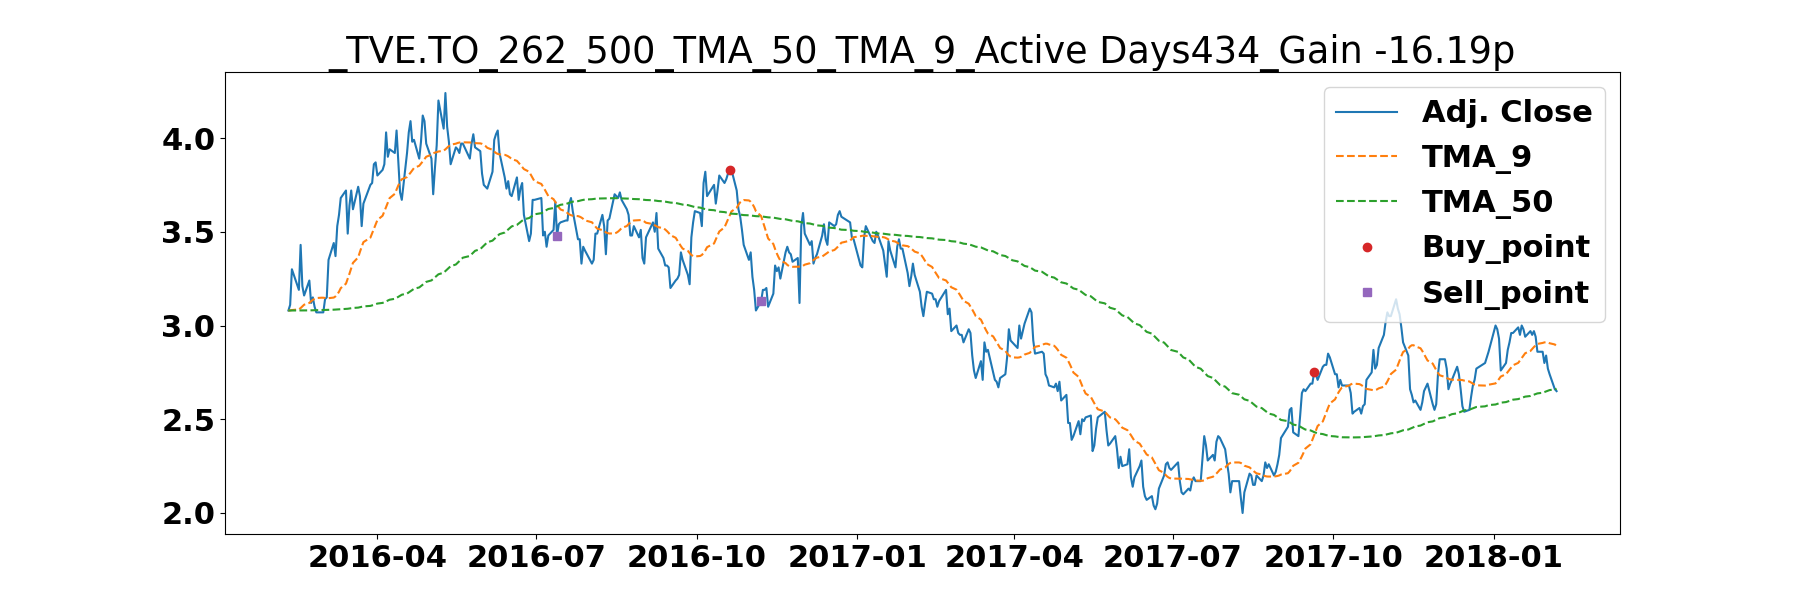 _TVE.TO_262_500_TMA_50_TMA_9_Active Days434_Gain -16.19p
Adj. Close
TMA_9
TMA_50
Buy_point
Sell_point
4.0
3.5
3.0
2.5
2.0
2016-04 2016-07 2016-10 2017-01 2017-04 2017-07 2017-10 2018-01